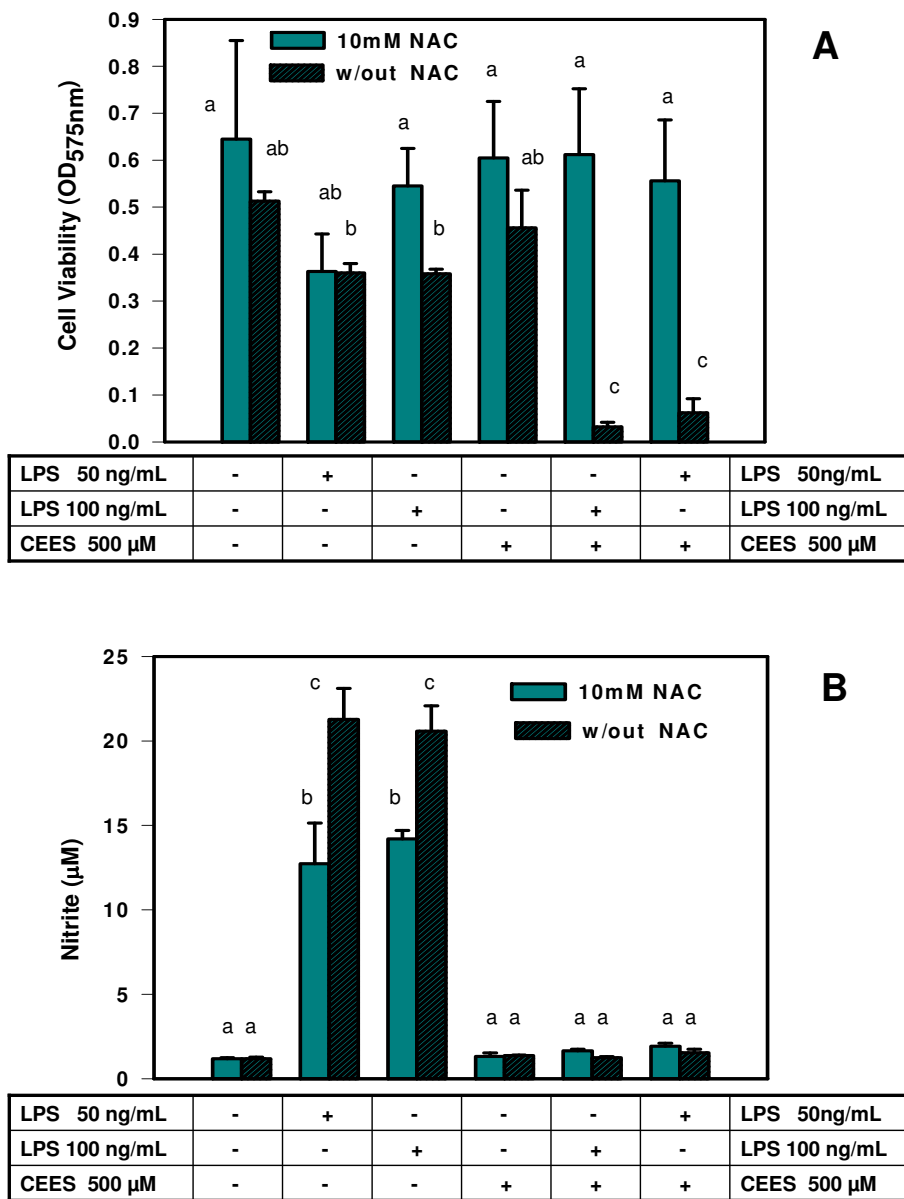 A
10mM NAC
w/out NAC
Cell Viability (OD575nm)
0.9
0.8
0.7
0.6
0.5
0.4
0.3
0.2
0.1
0.0
a ab ab b a b a ab a c a c
LPS 50 ng/mL - + - - - + LPS 50ng/mL
LPS 100 ng/mL - - + - + - LPS 100 ng/mL
CEES 500 µM - - - + + + CEES 500 µM
B
10mM NAC
w/out NAC
Nitrite (µM)
25
20
15
10
5
0
a a b c b c a a a a a a
LPS 50 ng/mL - + - - - + LPS 50ng/mL
LPS 100 ng/mL - - + - + - LPS 100 ng/mL
CEES 500 µM - - - + + + CEES 500 µM